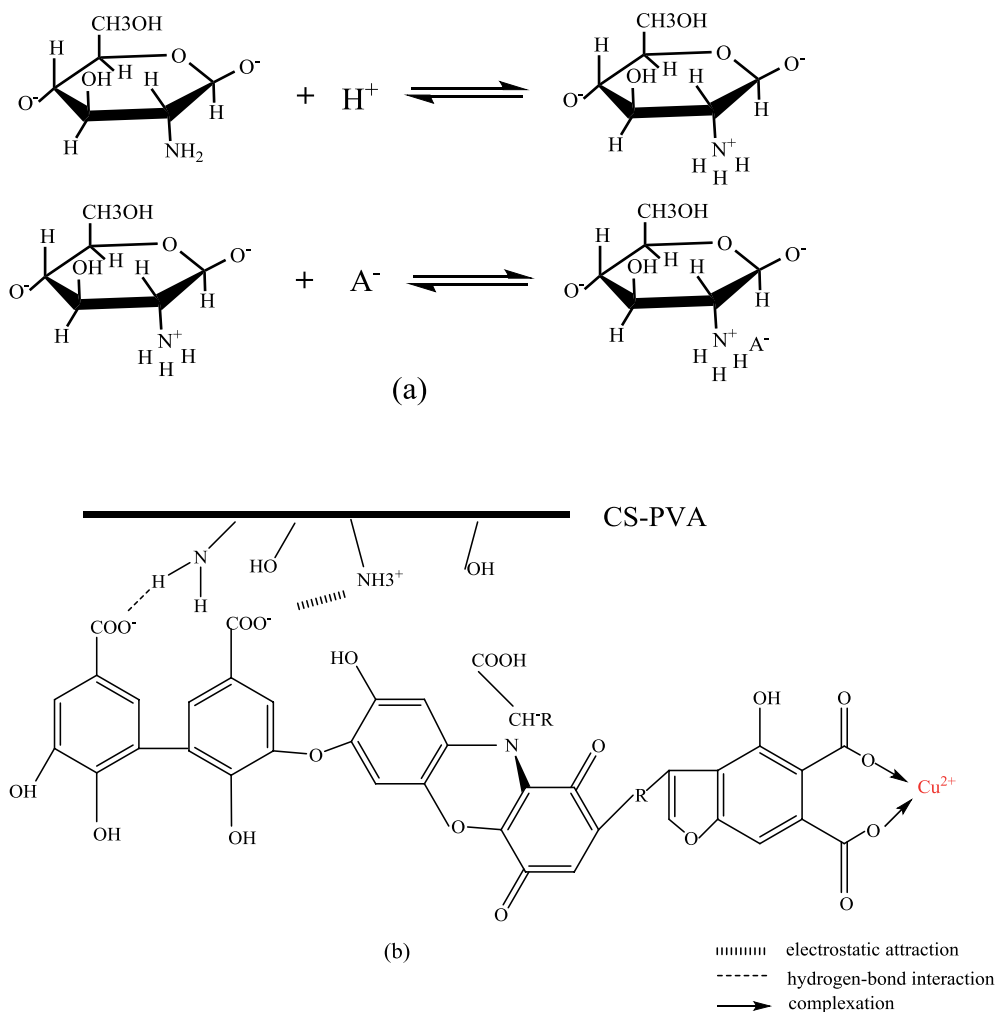 CH3OH CH3OH
H O O⁻ H O O⁻
OH H H OH H H
O⁻ H + H⁺ O⁻ H
H NH₂ H N⁺
H H
H
CH3OH CH3OH
H O O⁻ H O O⁻
OH H H OH H H
O⁻ H + A⁻ O⁻ H
H N⁺ H N⁺ A⁻
H H H H
H H
(a)
CS-PVA
N HO OH
H NH3⁺
H
COO⁻ COO⁻
HO COOH
OH O
CH⁻R O
N O Cu²⁺
O R
OH O O O
OH OH
O O
O
(b)
electrostatic attraction
hydrogen-bond interaction
complexation